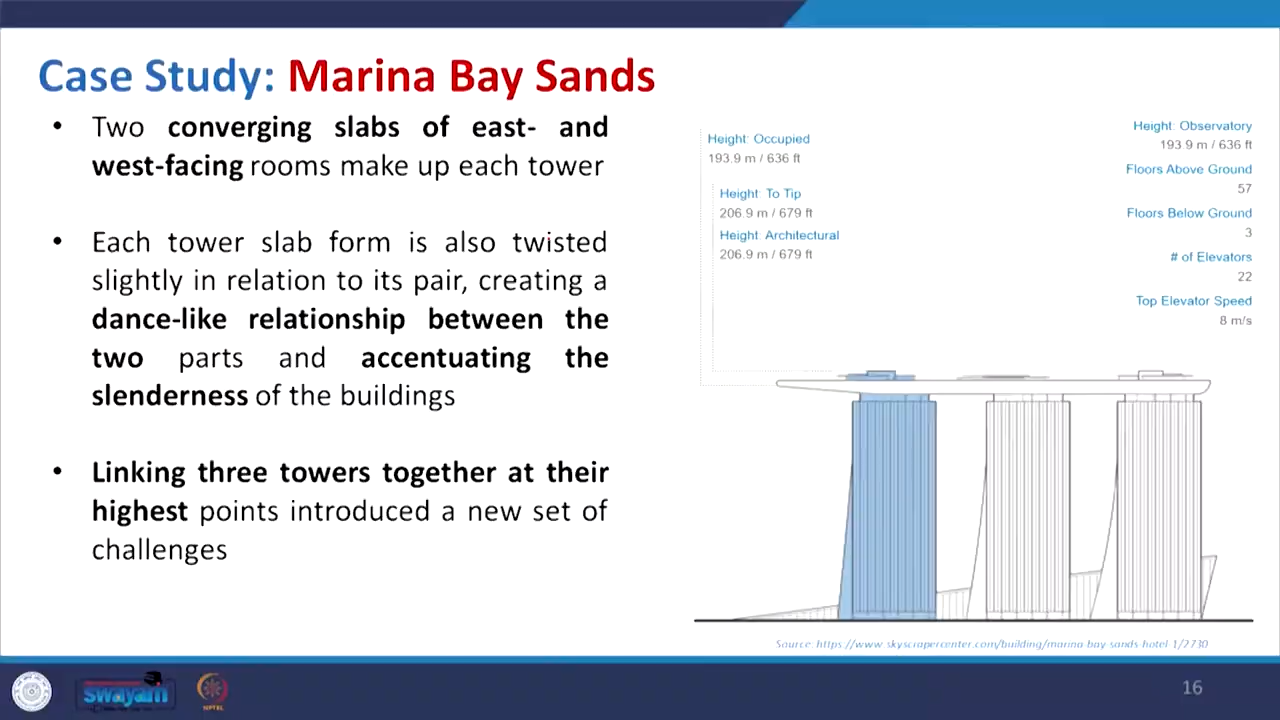 Case Study: Marina Bay Sands
• Two converging slabs of east- and
west-facing rooms make up each tower
• Each tower slab form is also twisted
slightly in relation to its pair, creating a
dance-like relationship between the
two parts and accentuating the
slenderness of the buildings
• Linking three towers together at their
highest points introduced a new set of
challenges
Height: Occupied
193.9 m / 636 ft
Height: To Tip
206.9 m / 679 ft
Height: Architectural
206.9 m / 679 ft
Height: Observatory
193.9 m / 636 ft
Floors Above Ground
57
Floors Below Ground
3
# of Elevators
22
Top Elevator Speed
8 m/s
Source: https://www.skyscrapercenter.com/building/marina-bay-sands-hotel-1/2730
swayam
NPTEL
16